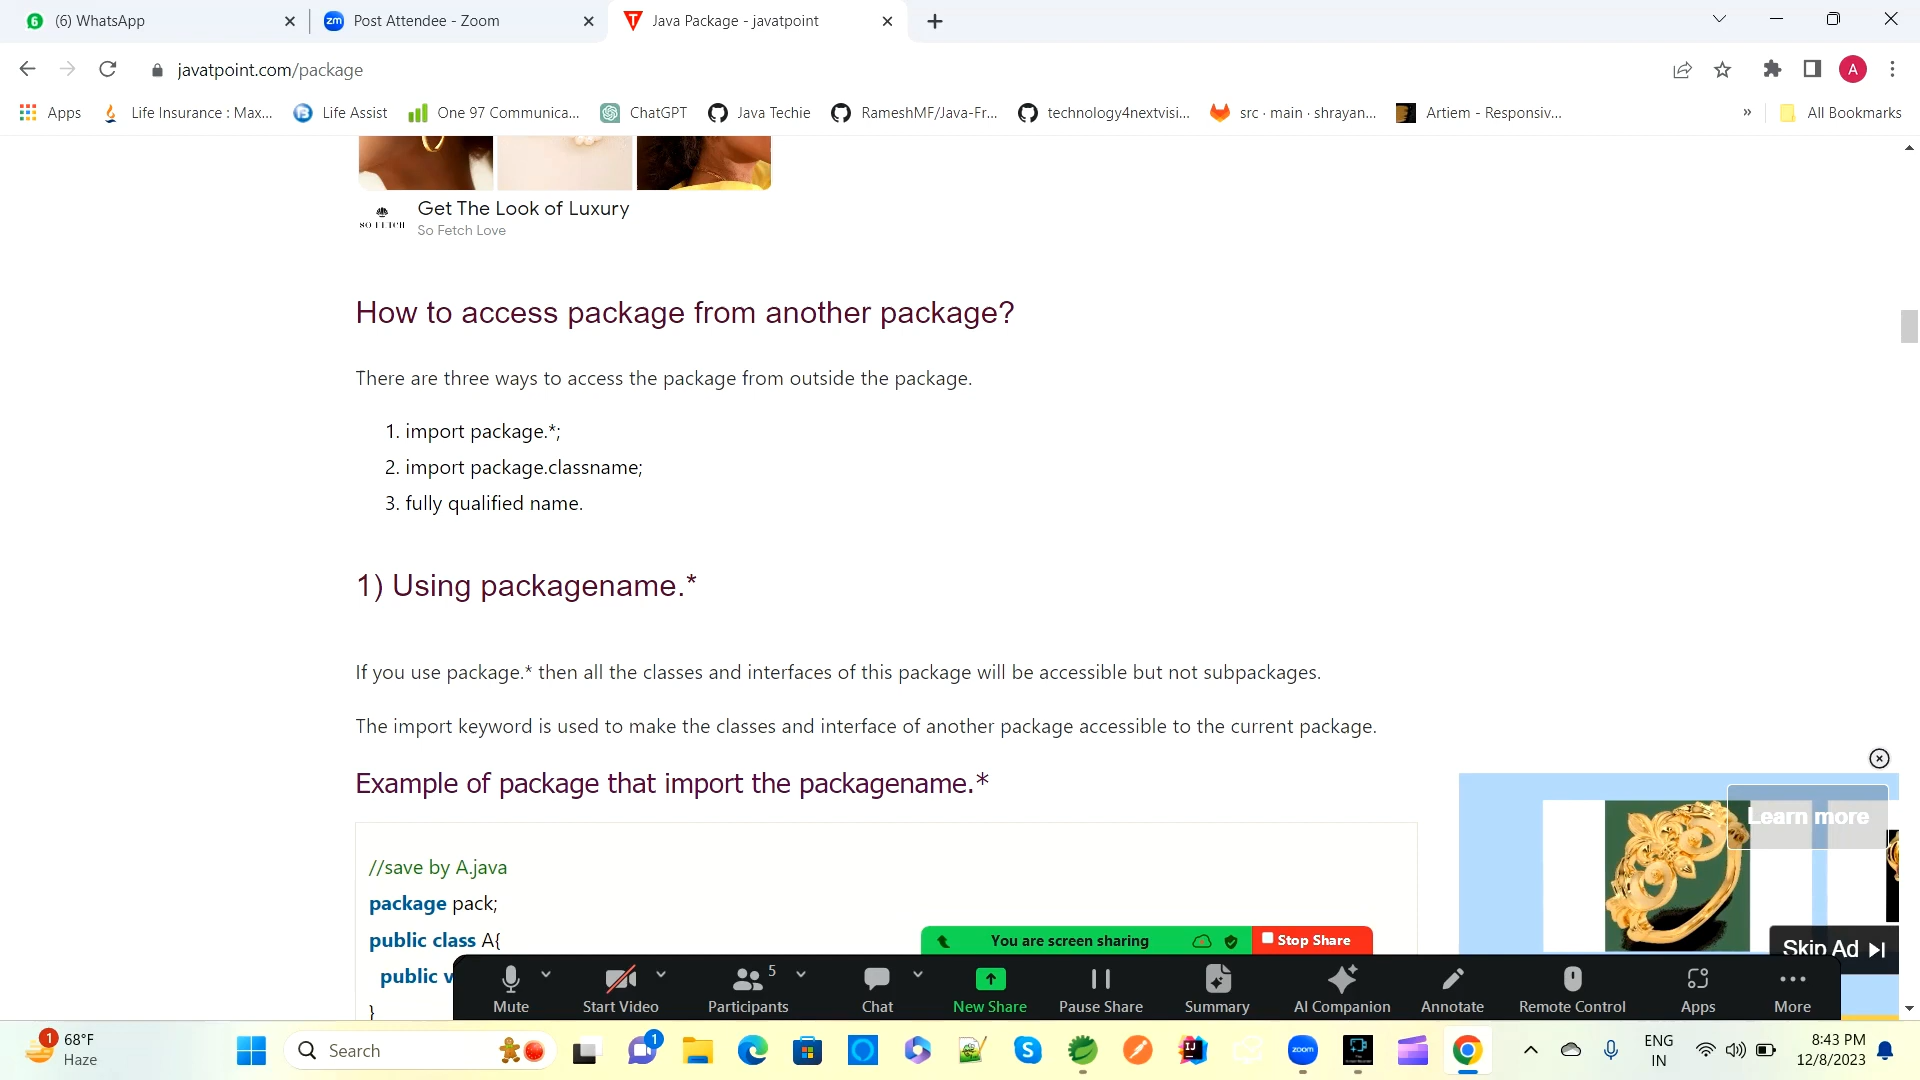 (6) WhatsApp
Post Attendee - Zoom
Java Package - javatpoint
javatpoint.com/package
A
Apps
Life Insurance : Max...
Life Assist
One 97 Communica...
ChatGPT
Java Techie
RameshMF/Java-Fr...
technology4nextvisi...
src · main · shrayan...
Artiem - Responsiv...
»
All Bookmarks
SO FETCH
Get The Look of Luxury
So Fetch Love
How to access package from another package?
There are three ways to access the package from outside the package.
1. import package.*;
2. import package.classname;
3. fully qualified name.
1) Using packagename.*
If you use package.* then all the classes and interfaces of this package will be accessible but not subpackages.
The import keyword is used to make the classes and interface of another package accessible to the current package.
Example of package that import the packagename.*
Learn more
//save by A.java
package pack;
public class A{
public v
}
You are screen sharing
Stop Share
Skip Ad
Mute
Start Video
5
Participants
Chat
New Share
Pause Share
Summary
AI Companion
Annotate
Remote Control
Apps
More
1
68°F
Haze
Search
1
zoom
ENG
IN
8:43 PM
12/8/2023